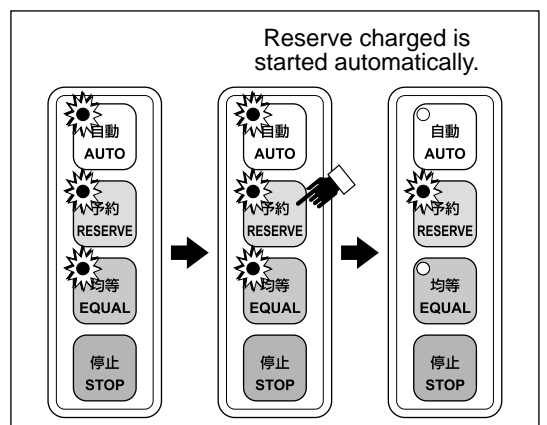 Reserve charged is
started automatically.
自動
AUTO
予約
RESERVE
均等
EQUAL
停止
STOP
自動
AUTO
予約
RESERVE
均等
EQUAL
停止
STOP
自動
AUTO
予約
RESERVE
均等
EQUAL
停止
STOP